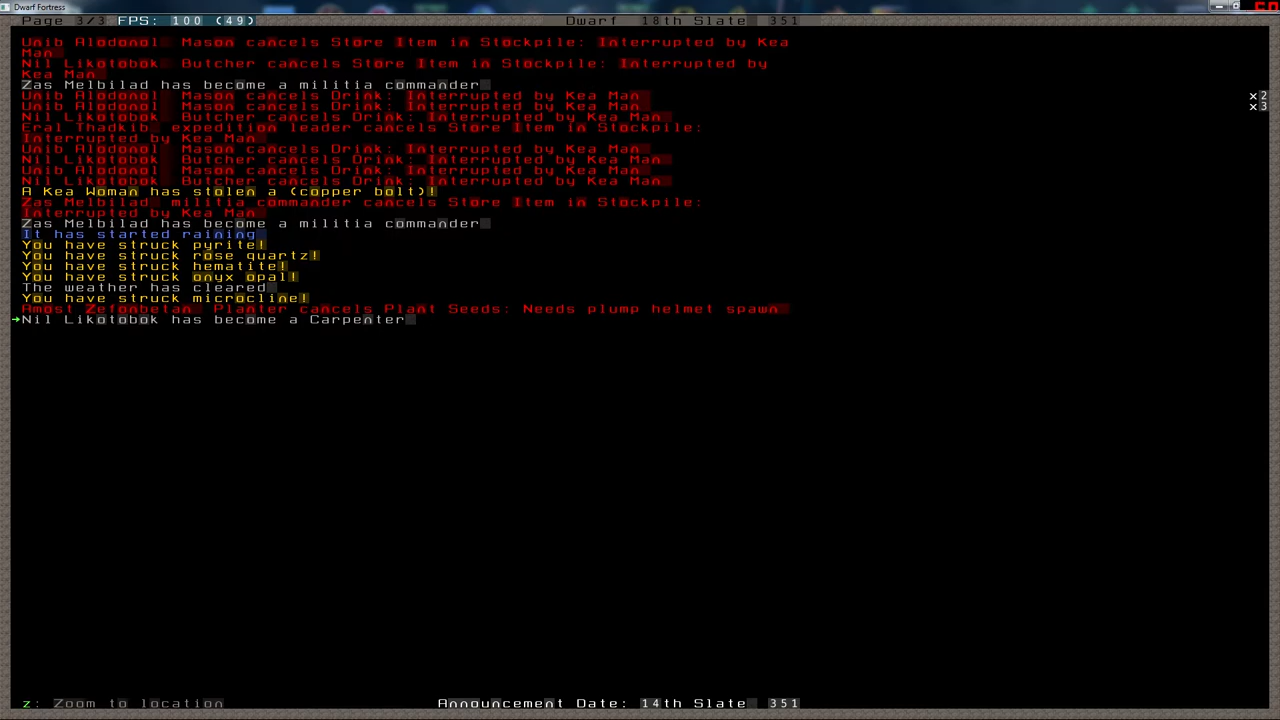 Dwarf Fortress
Page 3/3 FPS: 100 (49) Dwarf 18th Slate 351
Unib Alodonol Mason cancels Store Item in Stockpile: Interrupted by Kea
Man
Nil Likotobok Butcher cancels Store Item in Stockpile: Interrupted by
Kea Man
Zas Melbilad has become a militia commander
Unib Alodonol Mason cancels Drink: Interrupted by Kea Man x2
Unib Alodonol Mason cancels Drink: Interrupted by Kea Man x3
Nil Likotobok Butcher cancels Drink: Interrupted by Kea Man
Eral Thadkib expedition leader cancels Store Item in Stockpile:
Interrupted by Kea Man
Unib Alodonol Mason cancels Drink: Interrupted by Kea Man
Nil Likotobok Butcher cancels Drink: Interrupted by Kea Man
Unib Alodonol Mason cancels Drink: Interrupted by Kea Man
Nil Likotobok Butcher cancels Drink: Interrupted by Kea Man
A Kea Woman has stolen a (copper bolt)!
Zas Melbilad militia commander cancels Store Item in Stockpile:
Interrupted by Kea Man
Zas Melbilad has become a militia commander
It has started raining
You have struck pyrite!
You have struck rose quartz!
You have struck hematite!
You have struck onyx opal!
The weather has cleared
You have struck microcline!
Amost Zefonbetan Planter cancels Plant Seeds: Needs plump helmet spawn
→Nil Likotobok has become a Carpenter
z: Zoom to location Announcement Date: 14th Slate 351